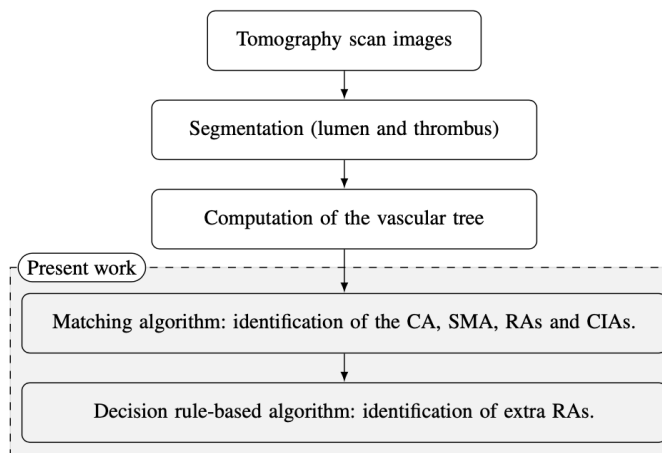 Tomography scan images
Segmentation (lumen and thrombus)
Computation of the vascular tree
Present work
Matching algorithm: identification of the CA, SMA, RAs and CIAs.
Decision rule-based algorithm: identification of extra RAs.